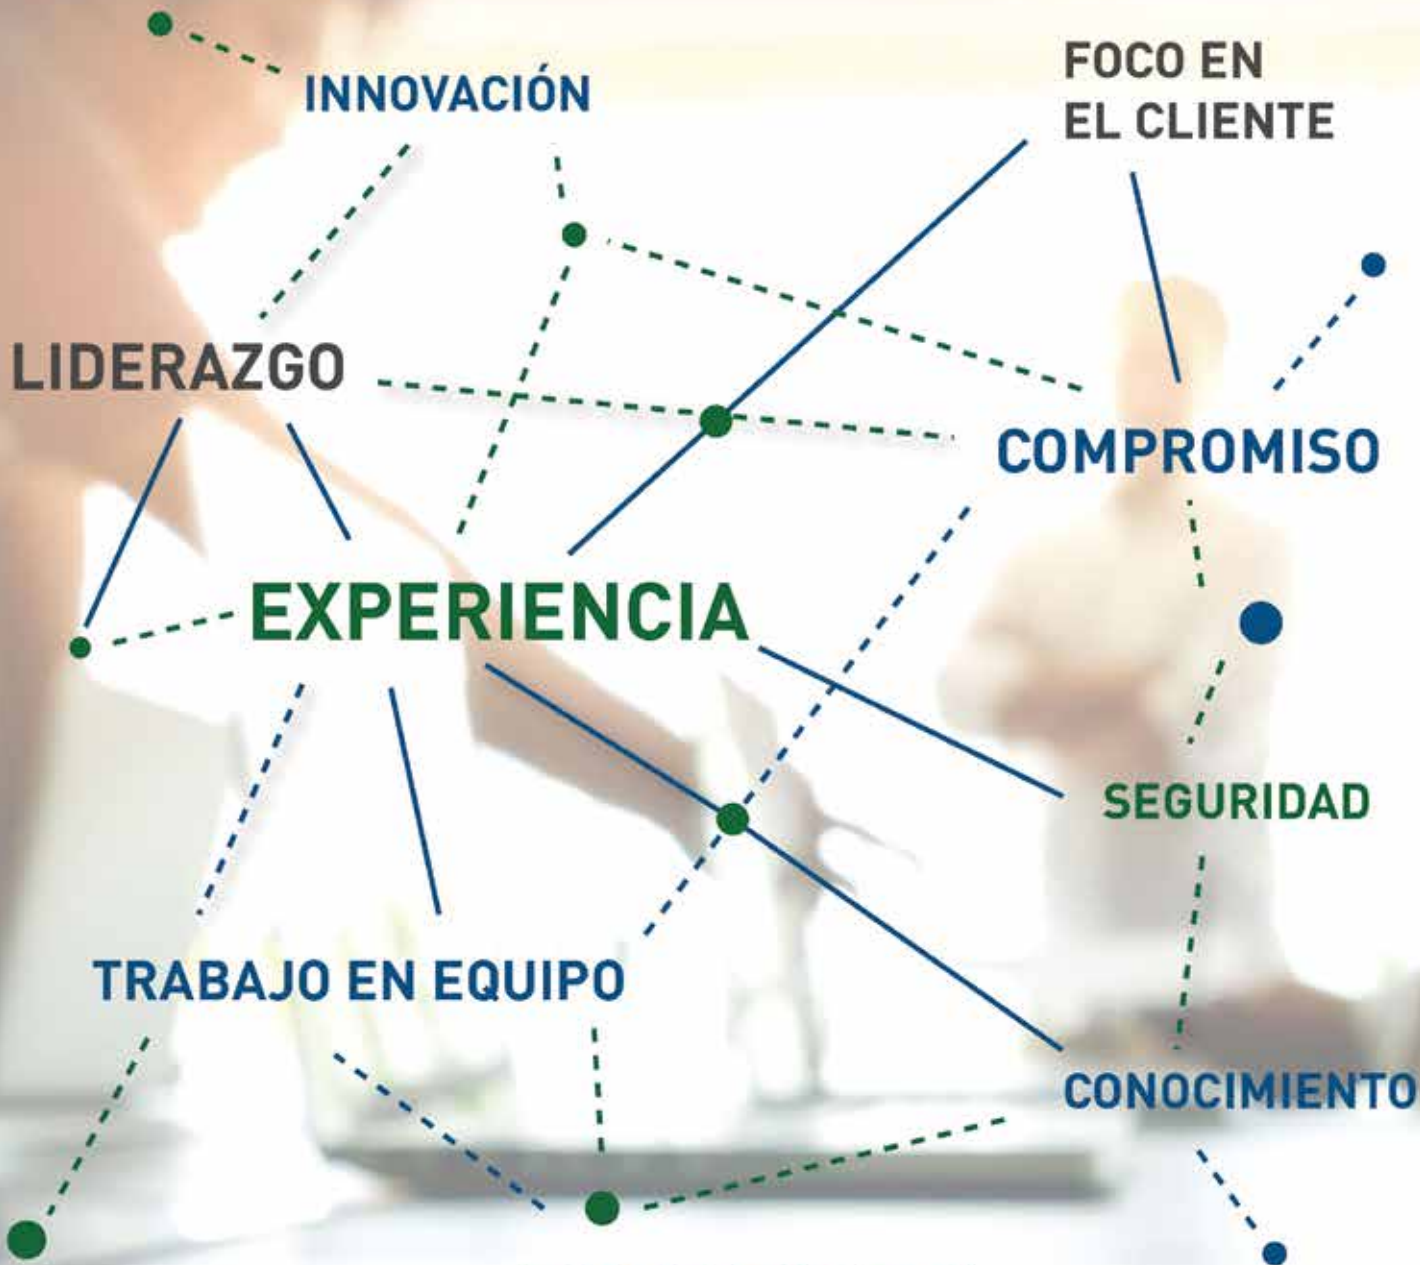 INNOVACIÓN
FOCO EN
EL CLIENTE
LIDERAZGO
COMPROMISO
EXPERIENCIA
SEGURIDAD
TRABAJO EN EQUIPO
CONOCIMIENTO